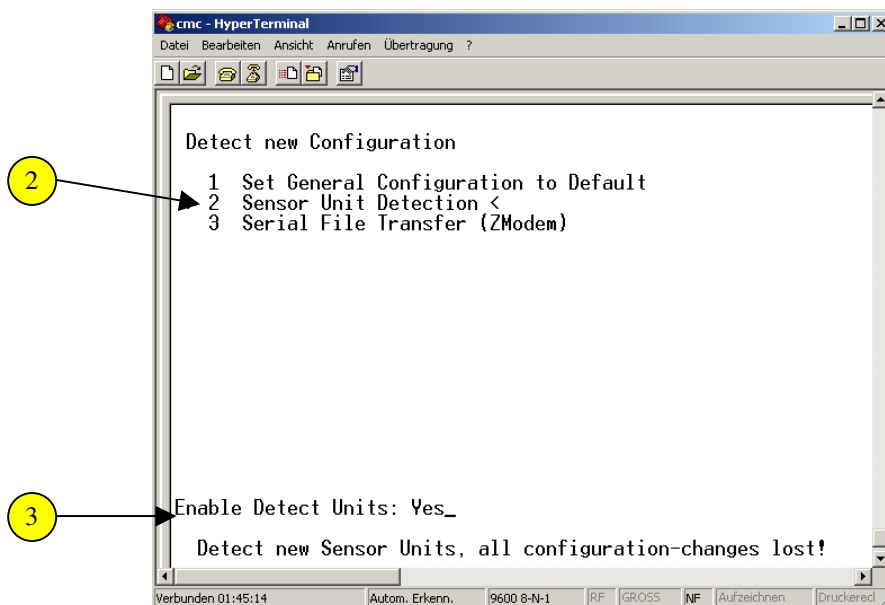 cmc - HyperTerminal
Datei Bearbeiten Ansicht Anrufen Übertragung ?
Detect new Configuration
1 Set General Configuration to Default
2
2 Sensor Unit Detection <
3 Serial File Transfer (ZModem)
3
Enable Detect Units: Yes_
Detect new Sensor Units, all configuration-changes lost!
Verbunden 01:45:14 Autom. Erkenn. 9600 8-N-1 RF GROSS NF Aufzeichnen Druckerecl